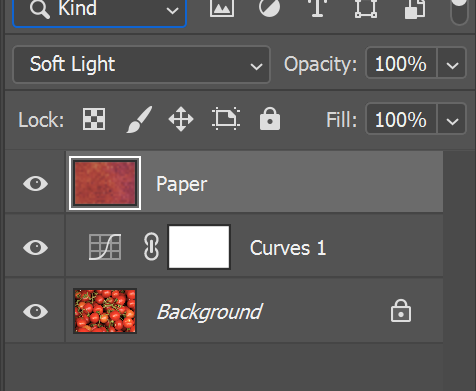 Kind
Soft Light Opacity: 100%
Lock: Fill: 100%
Paper
Curves 1
Background